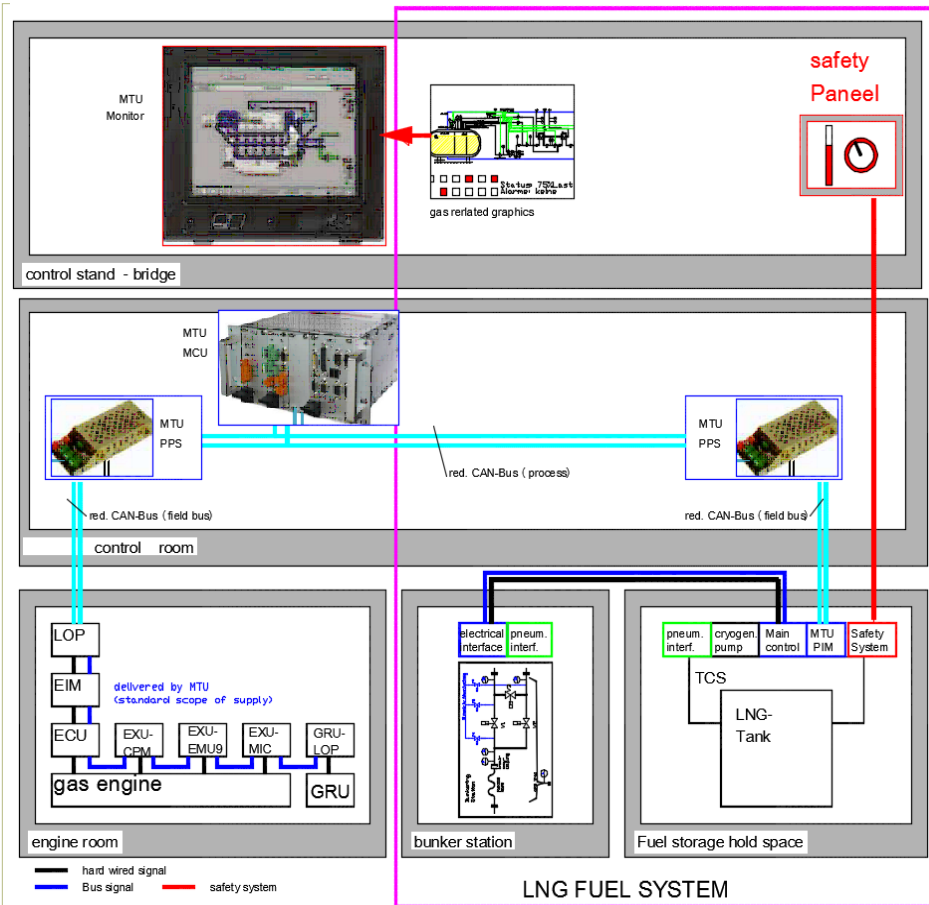 MTU
Monitor
safety
Paneel
Status: 75%Last
Alarme: keine
gas rerlated graphics
control stand - bridge
MTU
MCU
MTU
PPS
MTU
PPS
red. CAN-Bus ( process)
red. CAN-Bus ( field bus)
red. CAN-Bus ( field bus)
control room
LOP
EIM
ECU
delivered by MTU
(standard scope of supply)
EXU-
CPM
EXU-
EMU9
EXU-
MIC
GRU-
LOP
gas engine
GRU
engine room
electrical
interface
pneum.
interf.
Bunkering
Station
bunker station
pneum.
interf.
cryogen.
pump
Main
control
MTU
PIM
Safety
System
TCS
LNG-
Tank
Fuel storage hold space
hard wired signal
Bus signal
safety system
LNG FUEL SYSTEM